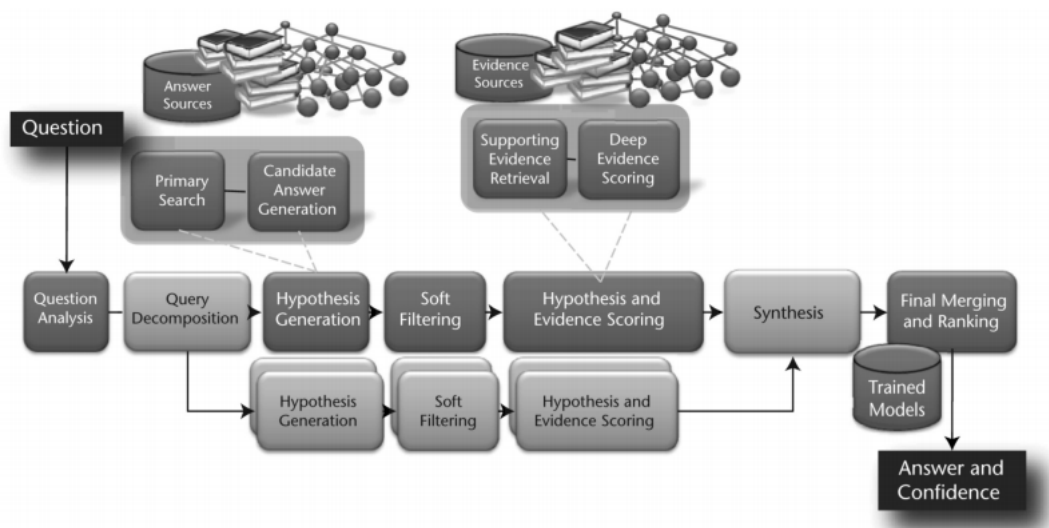 Answer
Sources
Evidence
Sources
Question
Primary
Search
Candidate
Answer
Generation
Supporting
Evidence
Retrieval
Deep
Evidence
Scoring
Question
Analysis
Query
Decomposition
Hypothesis
Generation
Soft
Filtering
Hypothesis and
Evidence Scoring
Synthesis
Final Merging
and Ranking
Hypothesis
Generation
Soft
Filtering
Hypothesis and
Evidence Scoring
Trained
Models
Answer and
Confidence